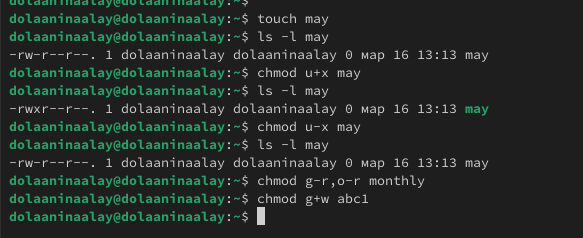 dolaaninaalay@dolaaninaalay:~$ touch may
dolaaninaalay@dolaaninaalay:~$ ls -l may
-rw-r--r--. 1 dolaaninaalay dolaaninaalay 0 мар 16 13:13 may
dolaaninaalay@dolaaninaalay:~$ chmod u+x may
dolaaninaalay@dolaaninaalay:~$ ls -l may
-rwxr--r--. 1 dolaaninaalay dolaaninaalay 0 мар 16 13:13 may
dolaaninaalay@dolaaninaalay:~$ chmod u-x may
dolaaninaalay@dolaaninaalay:~$ ls -l may
-rw-r--r--. 1 dolaaninaalay dolaaninaalay 0 мар 16 13:13 may
dolaaninaalay@dolaaninaalay:~$ chmod g-r,o-r monthly
dolaaninaalay@dolaaninaalay:~$ chmod g+w abc1
dolaaninaalay@dolaaninaalay:~$